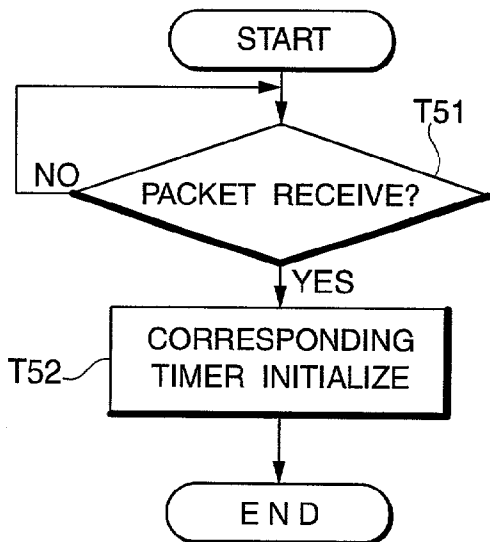 START
T51
NO
PACKET RECEIVE?
YES
CORRESPONDING
TIMER INITIALIZE
T52
END